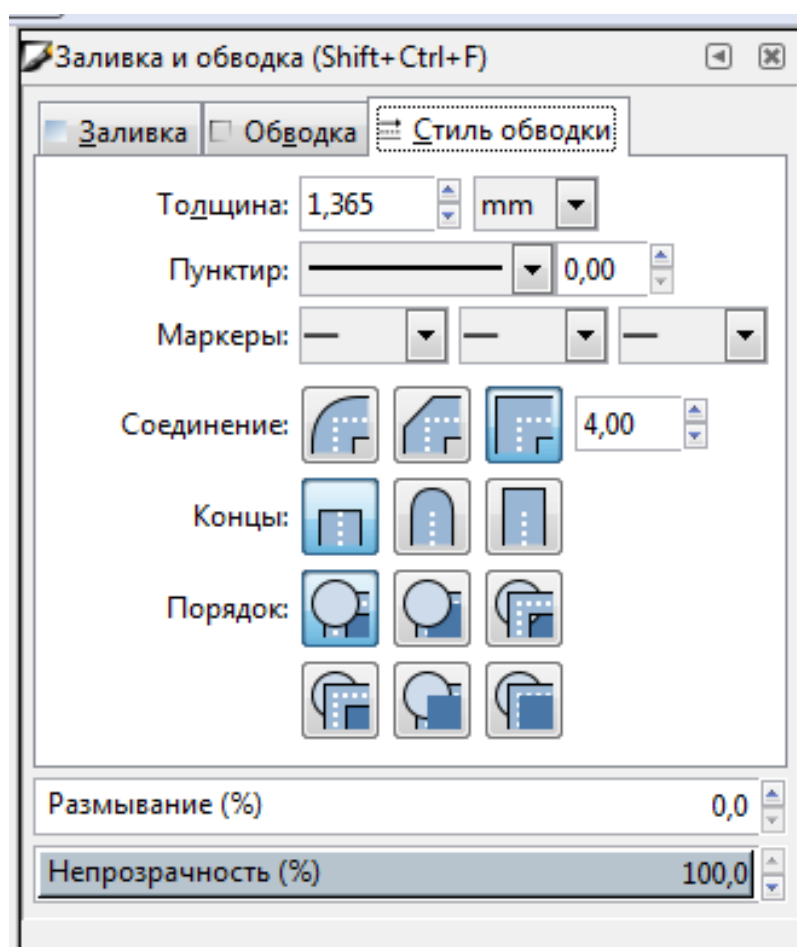 Заливка и обводка (Shift+Ctrl+F)
Заливка Обводка Стиль обводки
Толщина: 1,365 mm
Пунктир: 0,00
Маркеры:
Соединение: 4,00
Концы:
Порядок:
Размывание (%) 0,0
Непрозрачность (%) 100,0